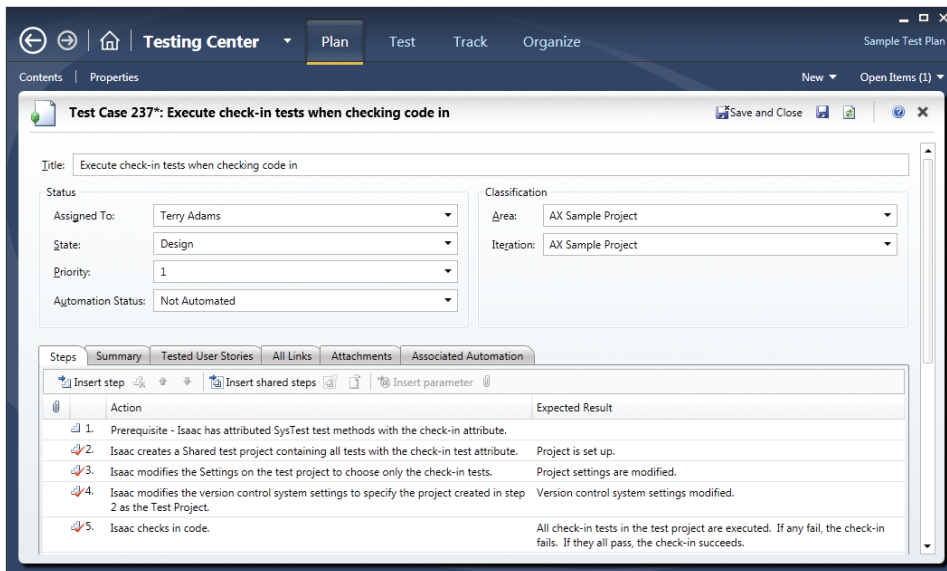 Testing Center Plan Test Track Organize Sample Test Plan
Contents | Properties New Open Items (1)
Test Case 237*: Execute check-in tests when checking code in Save and Close
Title: Execute check-in tests when checking code in
Status Classification
Assigned To: Terry Adams Area: AX Sample Project
State: Design Iteration: AX Sample Project
Priority: 1
Automation Status: Not Automated
Steps Summary Tested User Stories All Links Attachments Associated Automation
Insert step Insert shared steps Insert parameter
Action Expected Result
1. Prerequisite - Isaac has attributed SysTest test methods with the check-in attribute.
2. Isaac creates a Shared test project containing all tests with the check-in test attribute. Project is set up.
3. Isaac modifies the Settings on the test project to choose only the check-in tests. Project settings are modified.
4. Isaac modifies the version control system settings to specify the project created in step Version control system settings modified.
2 as the Test Project.
5. Isaac checks in code. All check-in tests in the test project are executed. If any fail, the check-in
fails. If they all pass, the check-in succeeds.